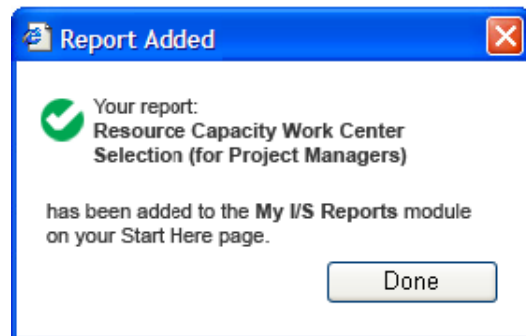 Report Added
Your report:
Resource Capacity Work Center
Selection (for Project Managers)
has been added to the My I/S Reports module
on your Start Here page.
Done